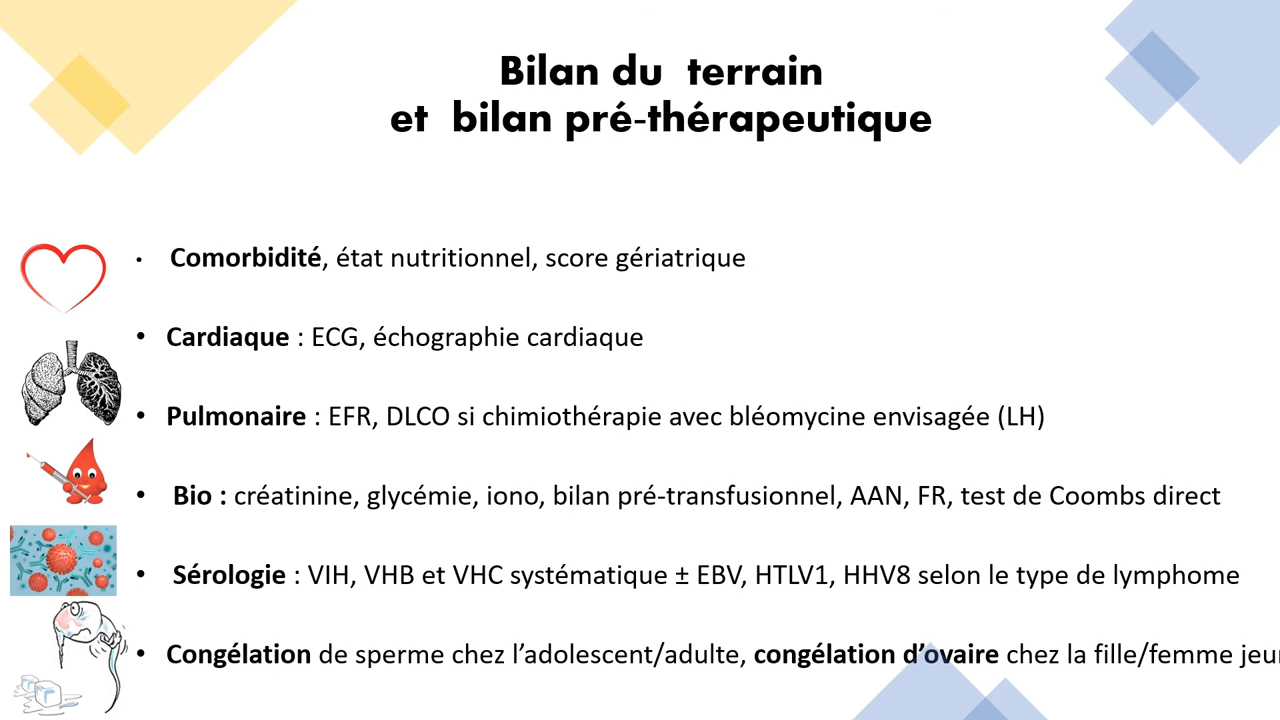 Bilan du terrain
et bilan pré-thérapeutique
• Comorbidité, état nutritionnel, score gériatrique
• Cardiaque : ECG, échographie cardiaque
• Pulmonaire : EFR, DLCO si chimiothérapie avec bléomycine envisagée (LH)
• Bio : créatinine, glycémie, iono, bilan pré-transfusionnel, AAN, FR, test de Coombs direct
• Sérologie : VIH, VHB et VHC systématique ± EBV, HTLV1, HHV8 selon le type de lymphome
• Congélation de sperme chez l’adolescent/adulte, congélation d’ovaire chez la fille/femme